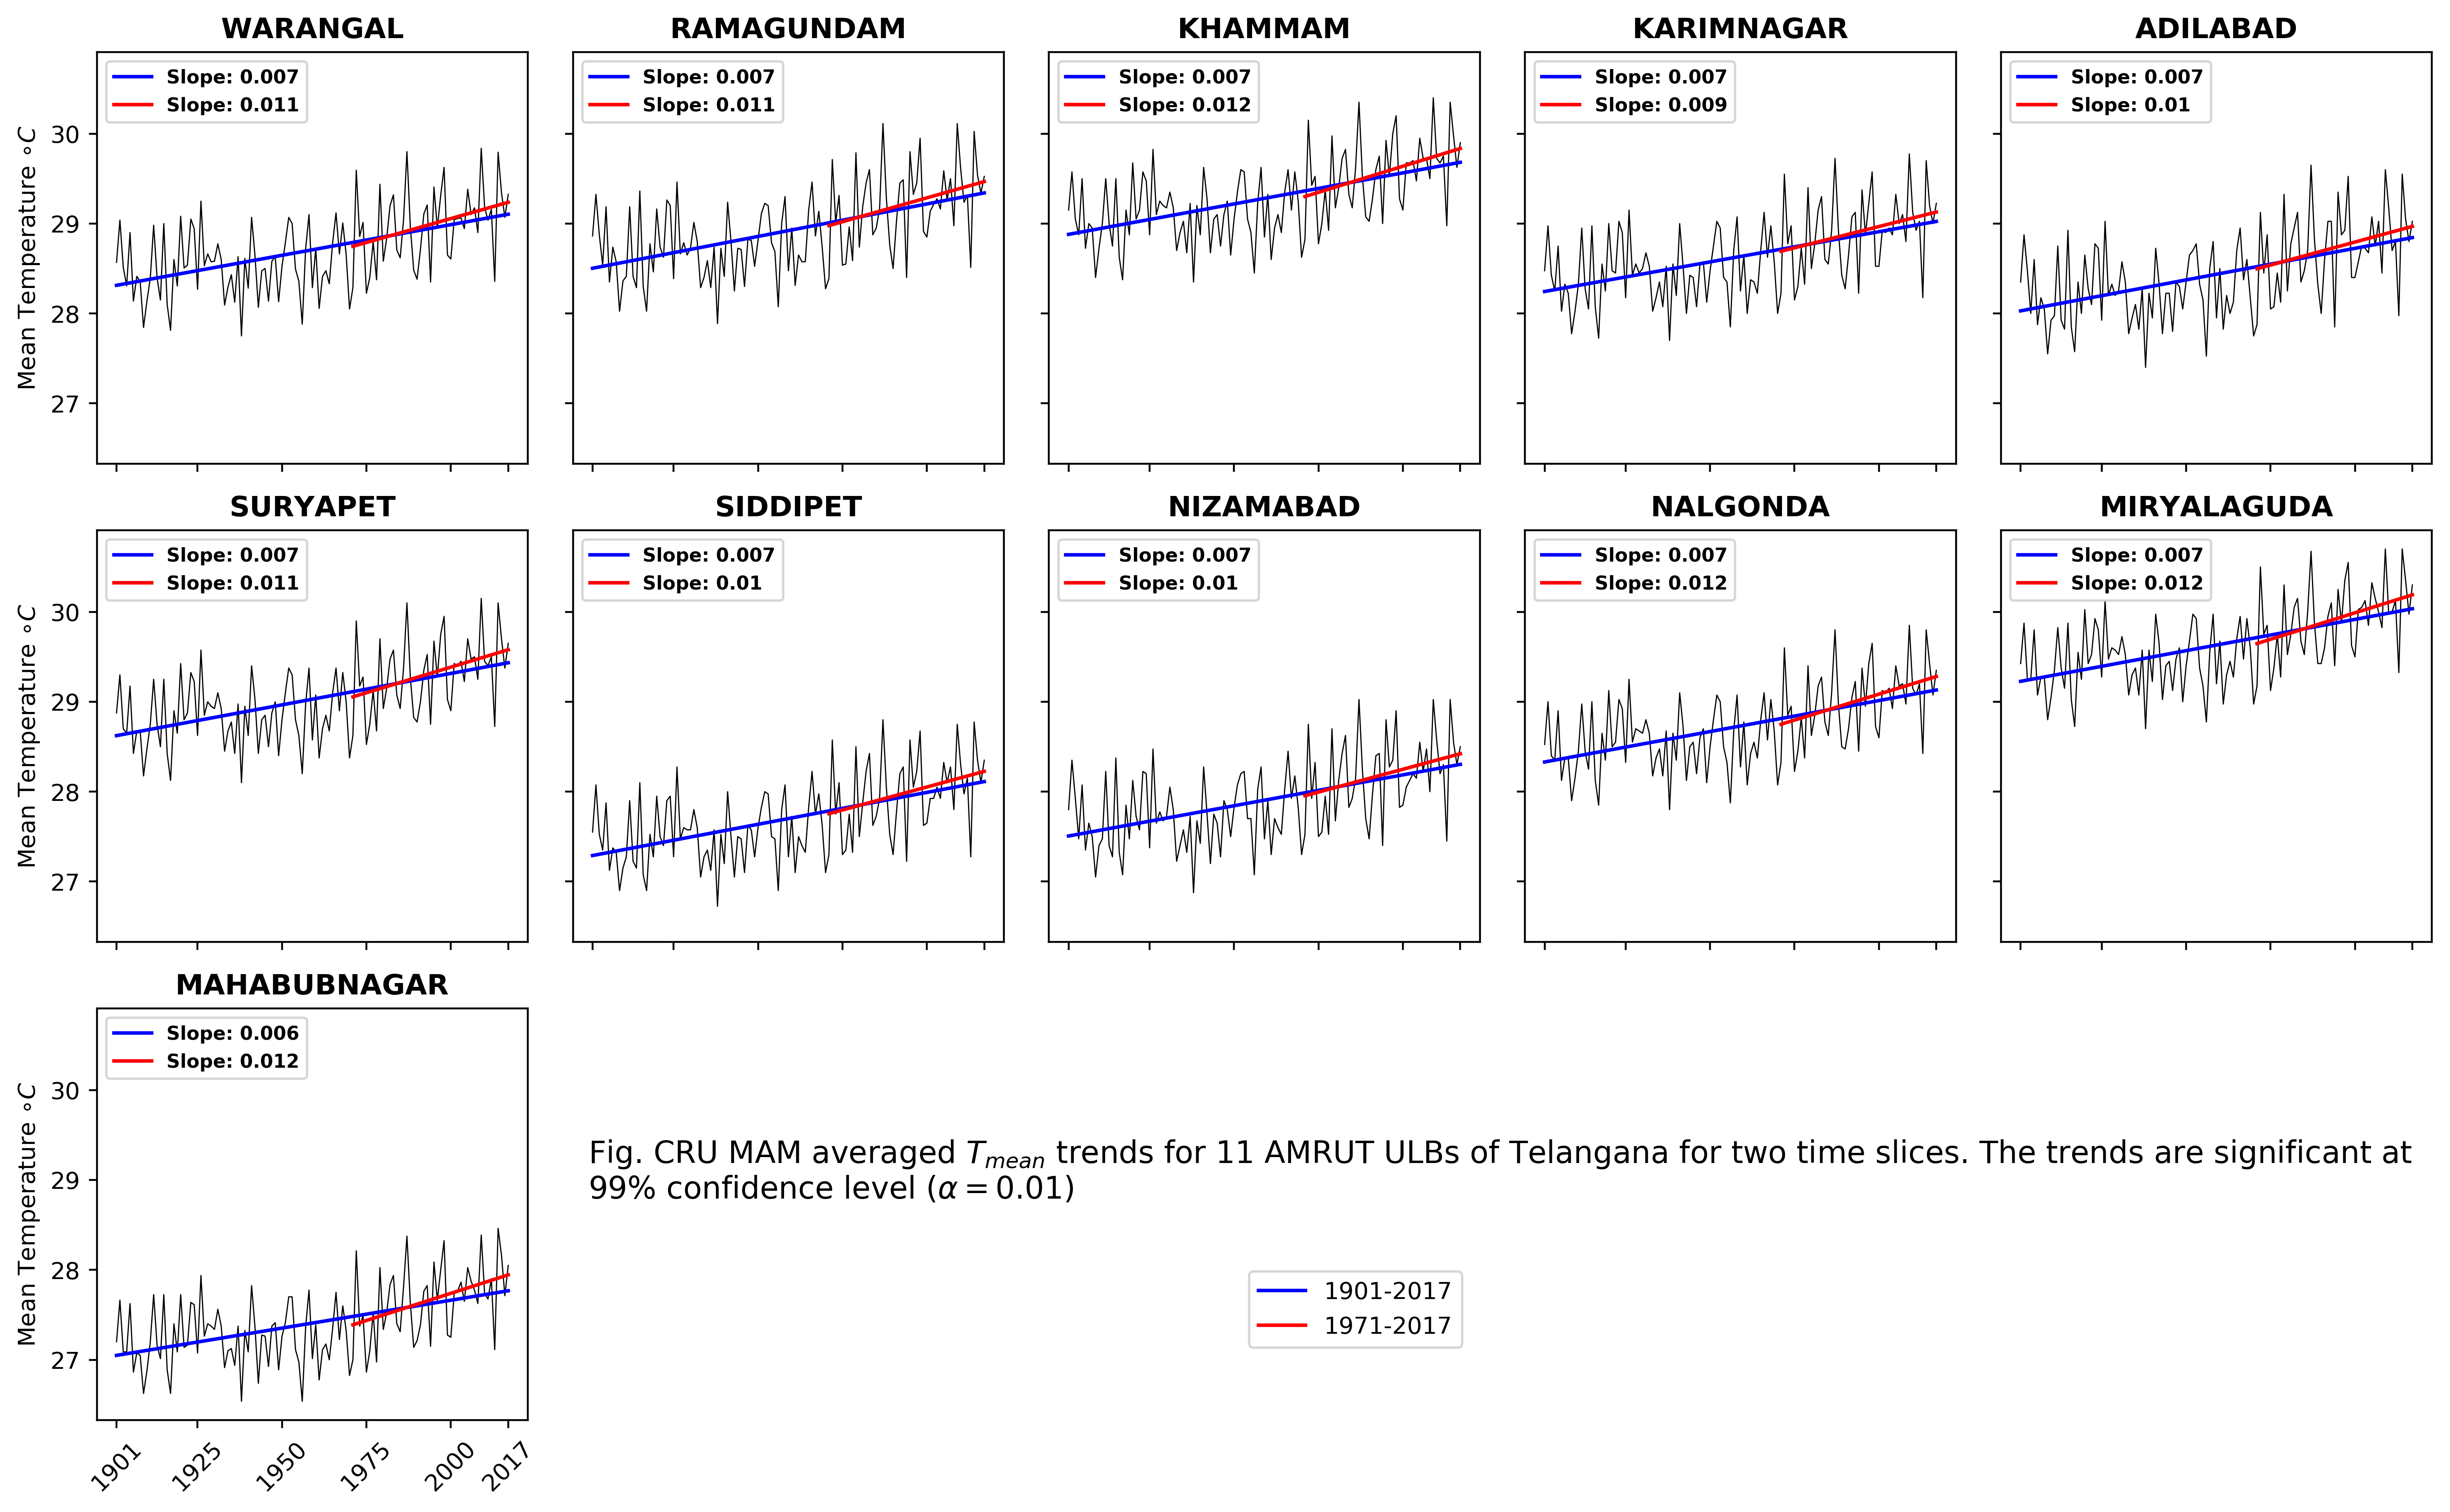 WARANGAL
Slope: 0.007
Slope: 0.011
Mean Temperature ∘C
30
29
28
27
RAMAGUNDAM
Slope: 0.007
Slope: 0.011
KHAMMAM
Slope: 0.007
Slope: 0.012
KARIMNAGAR
Slope: 0.007
Slope: 0.009
ADILABAD
Slope: 0.007
Slope: 0.01
SURYAPET
Slope: 0.007
Slope: 0.011
Mean Temperature ∘C
30
29
28
27
SIDDIPET
Slope: 0.007
Slope: 0.01
NIZAMABAD
Slope: 0.007
Slope: 0.01
NALGONDA
Slope: 0.007
Slope: 0.012
MIRYALAGUDA
Slope: 0.007
Slope: 0.012
MAHABUBNAGAR
Slope: 0.006
Slope: 0.012
Mean Temperature ∘C
30
29
28
27
1901
1925
1950
1975
2000
2017
Fig. CRU MAM averaged Tmean trends for 11 AMRUT ULBs of Telangana for two time slices. The trends are significant at
99% confidence level (α = 0.01)
1901-2017
1971-2017